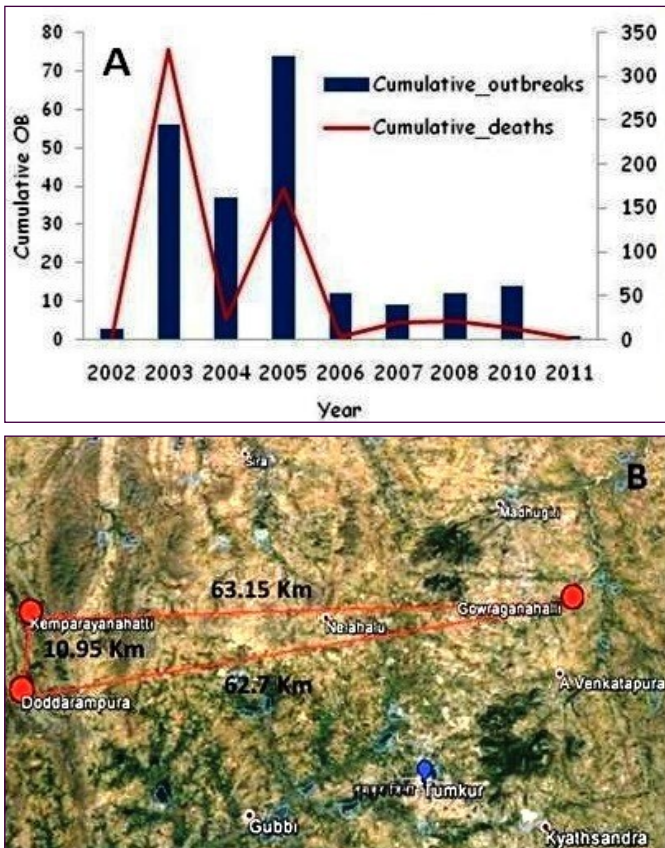 A
Cumulative_outbreaks
Cumulative_deaths
Cumulative OB
80
70
60
50
40
30
20
10
0
350
300
250
200
150
100
50
0
2002 2003 2004 2005 2006 2007 2008 2010 2011
Year
B
Sira
Madhugiri
63.15 Km
Gowraganahalli
Kemparayanahatti
Nelahalu
10.95 Km
62.7 Km
A Venkatapura
Doddarampura
Tumkur
Gubbi
Kyathsandra